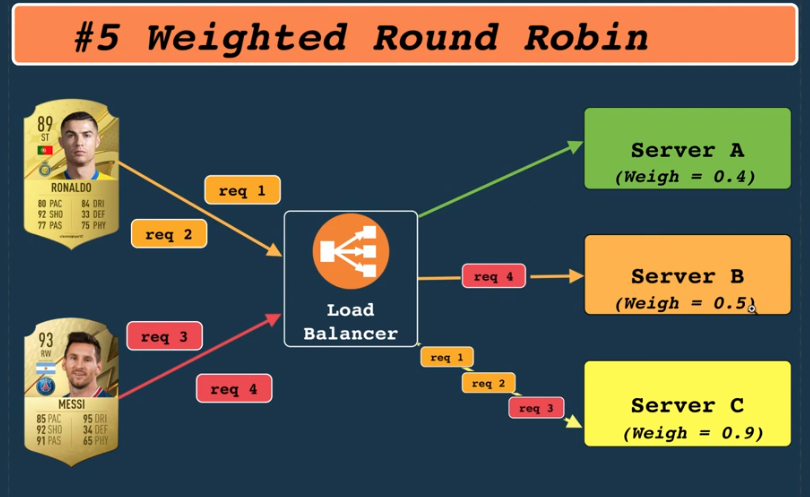 #5 Weighted Round Robin
89
ST
RONALDO
80 PAC 84 DRI
92 SHO 33 DEF
77 PAS 75 PHY
req 1
req 2
93
RW
MESSI
85 PAC 95 DRI
92 SHO 34 DEF
91 PAS 65 PHY
req 3
req 4
Load
Balancer
req 4
req 1
req 2
req 3
Server A
(Weigh = 0.4)
Server B
(Weigh = 0.5)
Server C
(Weigh = 0.9)